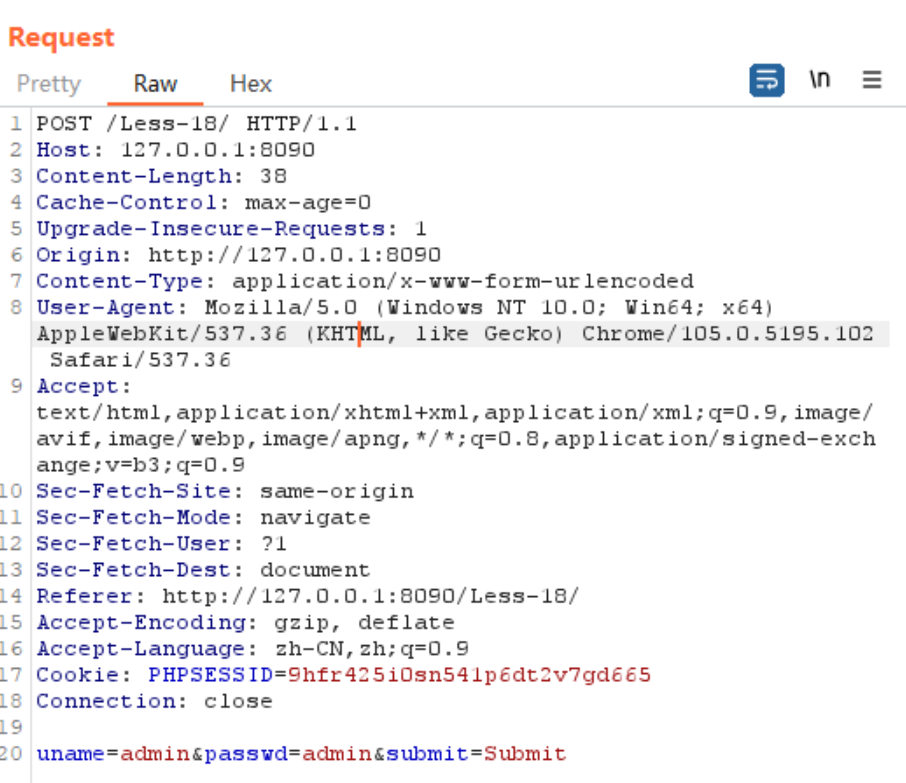 Request
Pretty Raw Hex \n
1 POST /Less-18/ HTTP/1.1
2 Host: 127.0.0.1:8090
3 Content-Length: 38
4 Cache-Control: max-age=0
5 Upgrade-Insecure-Requests: 1
6 Origin: http://127.0.0.1:8090
7 Content-Type: application/x-www-form-urlencoded
8 User-Agent: Mozilla/5.0 (Windows NT 10.0; Win64; x64)
AppleWebKit/537.36 (KHTML, like Gecko) Chrome/105.0.5195.102
Safari/537.36
9 Accept:
text/html,application/xhtml+xml,application/xml;q=0.9,image/
avif,image/webp,image/apng,*/*;q=0.8,application/signed-exch
ange;v=b3;q=0.9
10 Sec-Fetch-Site: same-origin
11 Sec-Fetch-Mode: navigate
12 Sec-Fetch-User: ?1
13 Sec-Fetch-Dest: document
14 Referer: http://127.0.0.1:8090/Less-18/
15 Accept-Encoding: gzip, deflate
16 Accept-Language: zh-CN,zh;q=0.9
17 Cookie: PHPSESSID=9hfr425i0sn541p6dt2v7gd665
18 Connection: close
19
20 uname=admin&passwd=admin&submit=Submit